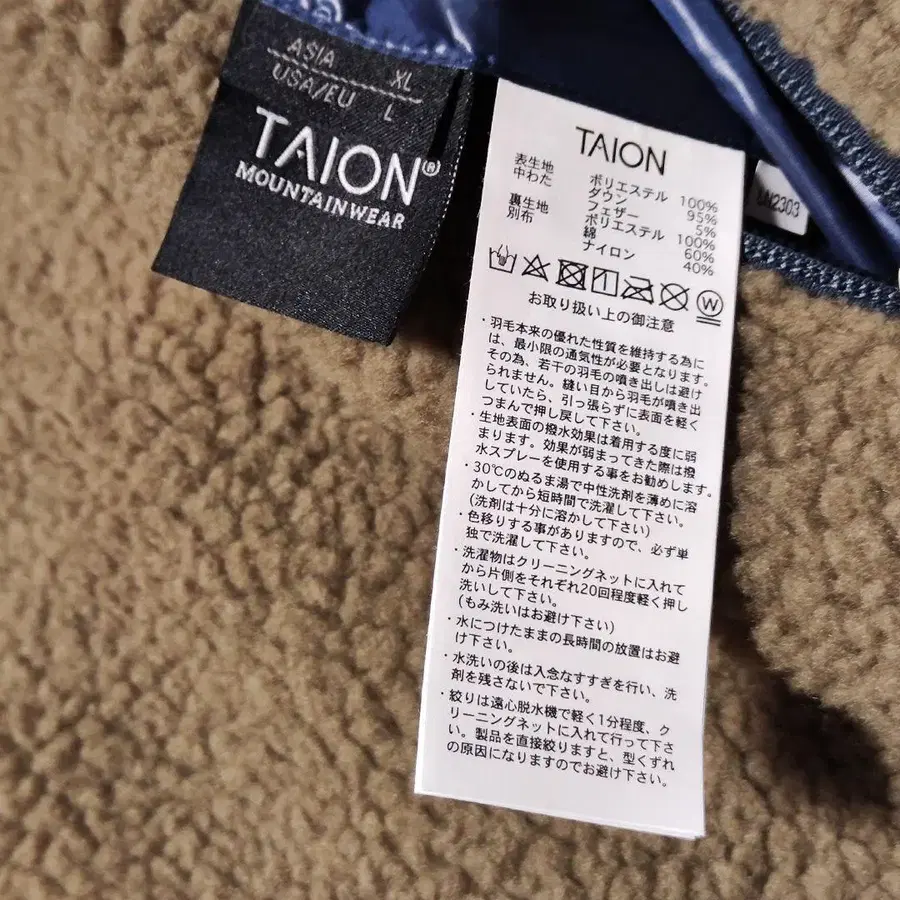 ASIA XL
USA/EU L
TAION®
MOUNTAINWEAR
TAION
表生地 ポリエステル 100%
中わた ダウン 95%
フェザー 5%
裏生地 ポリエステル 100%
別布 綿 60%
ナイロン 40%
W
お取り扱い上の御注意
・羽毛本来の優れた性質を維持する為に
は、最小限の通気性が必要となります。
その為、若干の羽毛の噴き出しは避け
られません。縫い目から羽毛が噴き出
していたら、引っ張らずに表面を軽く
つまんで押し戻して下さい。
・生地表面の撥水効果は着用する度に弱
まります。効果が弱まってきた際は撥
水スプレーを使用する事をお勧めします。
・30℃のぬるま湯で中性洗剤を薄めに溶
かしてから短時間で洗濯して下さい。
(洗剤は十分に溶かして下さい)
・色移りする事がありますので、必ず単
独で洗濯して下さい。
・洗濯物はクリーニングネットに入れて
から片側をそれぞれ20回程度軽く押し
洗いして下さい。
(もみ洗いはお避け下さい)
・水につけたままの長時間の放置はお避
け下さい。
・水洗いの後は入念なすすぎを行い、洗
剤を残さないで下さい。
・絞りは遠心脱水機で軽く1分程度、ク
リーニングネットに入れて行って下さ
い。製品を直接絞りますと、型くずれ
の原因になりますのでお避け下さい。